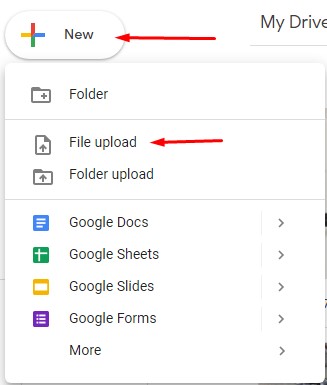 New
My Drive
Folder
File upload
Folder upload
Google Docs
Google Sheets
Google Slides
Google Forms
More